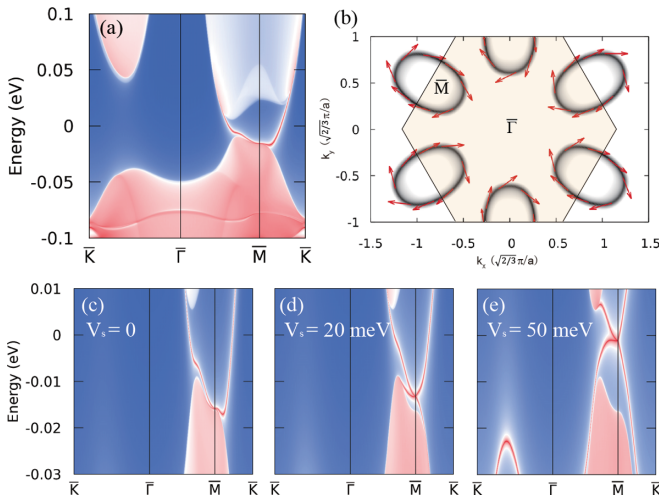 (a)
Energy (eV)
0.1
0.05
0
-0.05
-0.1
K̅ Γ̅ M̅ K̅
(b)
k_y (√2/3 π/a)
1
0.5
0
-0.5
-1
M̅
Γ̅
-1.5 -1 -0.5 0 0.5 1 1.5
k_x (√2/3 π/a)
Energy (eV)
0.01
0
-0.01
-0.02
-0.03
(c)
V_s = 0
K̅ Γ̅ M̅ K̅
(d)
V_s = 20 meV
K̅ Γ̅ M̅ K̅
(e)
V_s = 50 meV
K̅ Γ̅ M̅ K̅